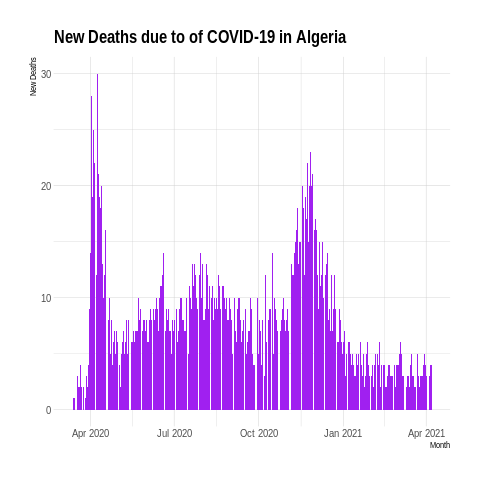 New Deaths due to of COVID-19 in Algeria
New Deaths
30
20
10
0
Apr 2020 Jul 2020 Oct 2020 Jan 2021 Apr 2021
Month